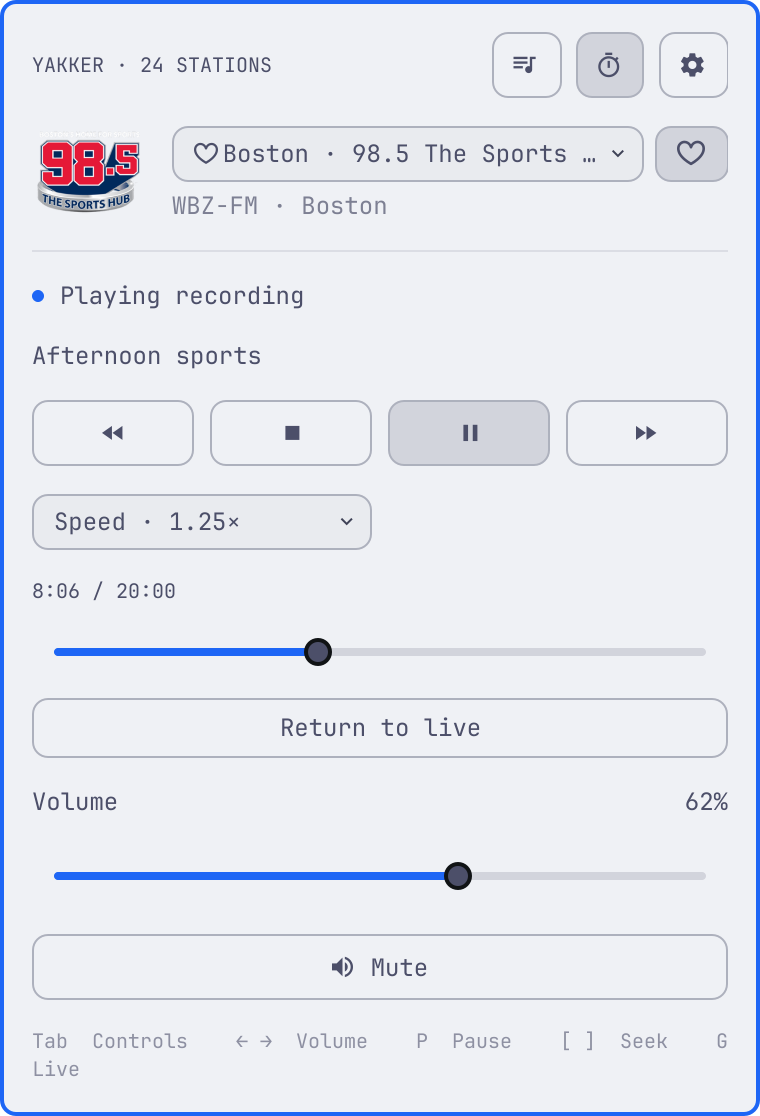 YAKKER · 24 STATIONS
98.5
THE SPORTS HUB
Boston · 98.5 The Sports …
WBZ-FM · Boston
Playing recording
Afternoon sports
Speed · 1.25×
8:06 / 20:00
Return to live
Volume 62%
Mute
Tab Controls ← → Volume P Pause [ ] Seek G
Live